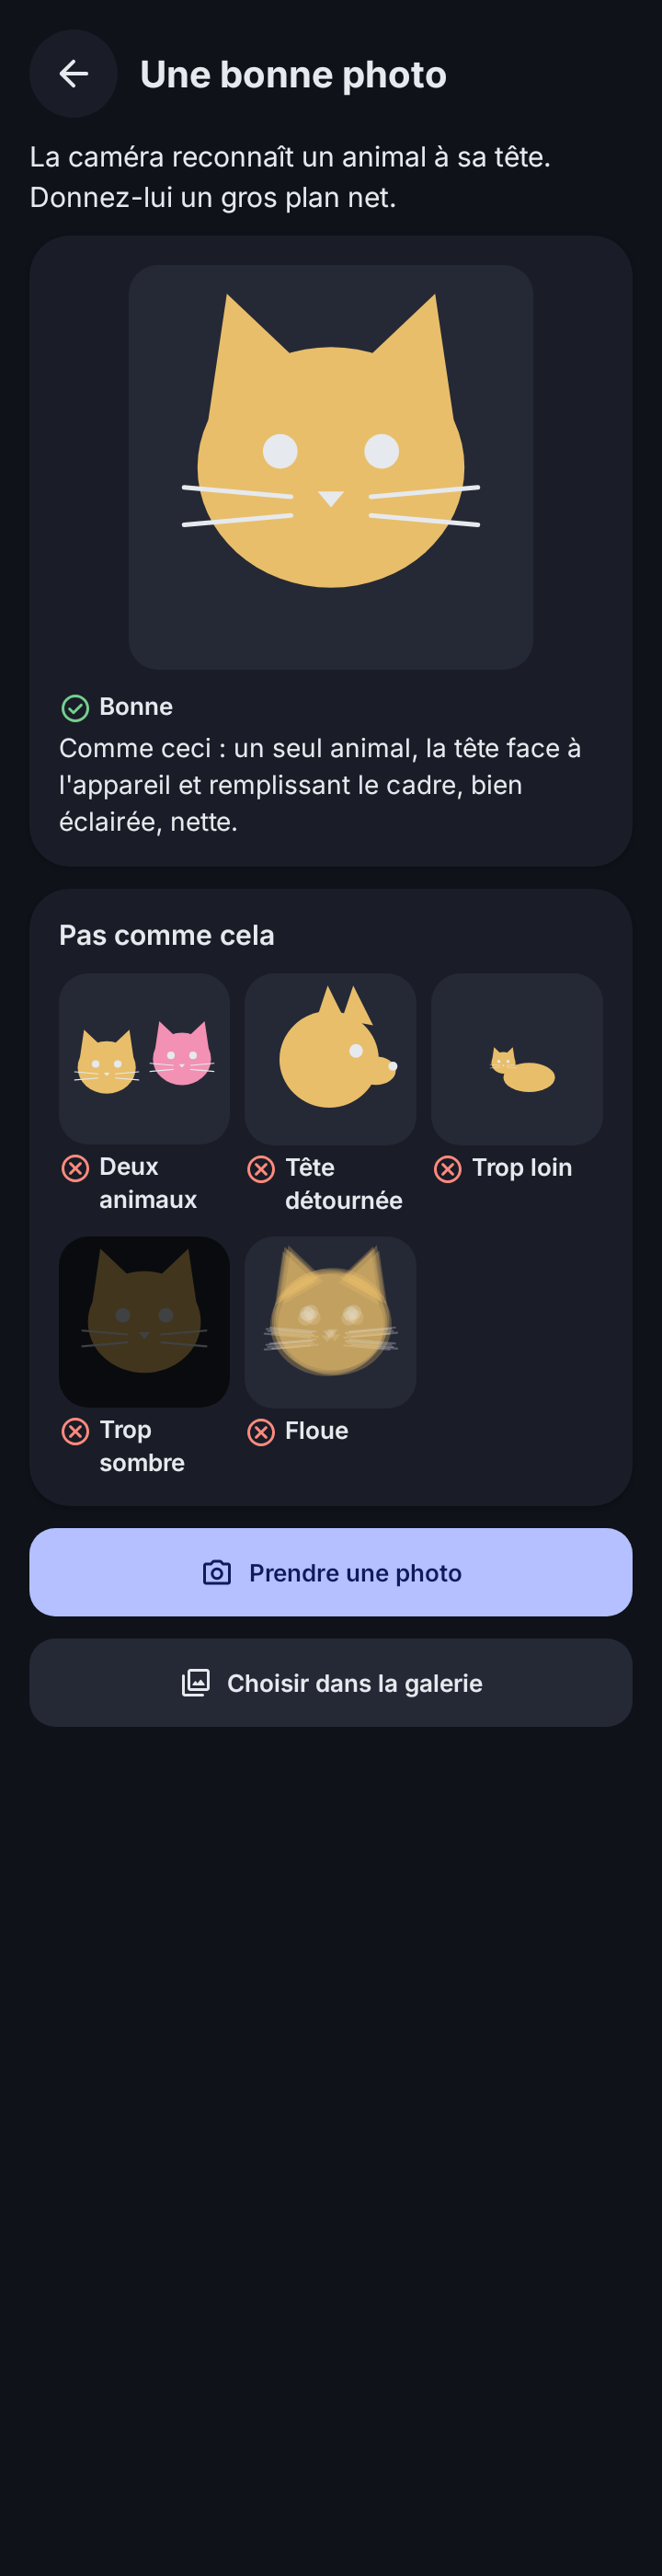 Une bonne photo
La caméra reconnaît un animal à sa tête.
Donnez-lui un gros plan net.
Bonne
Comme ceci : un seul animal, la tête face à
l'appareil et remplissant le cadre, bien
éclairée, nette.
Pas comme cela
Deux
animaux
Tête
détournée
Trop loin
Trop
sombre
Floue
Prendre une photo
Choisir dans la galerie